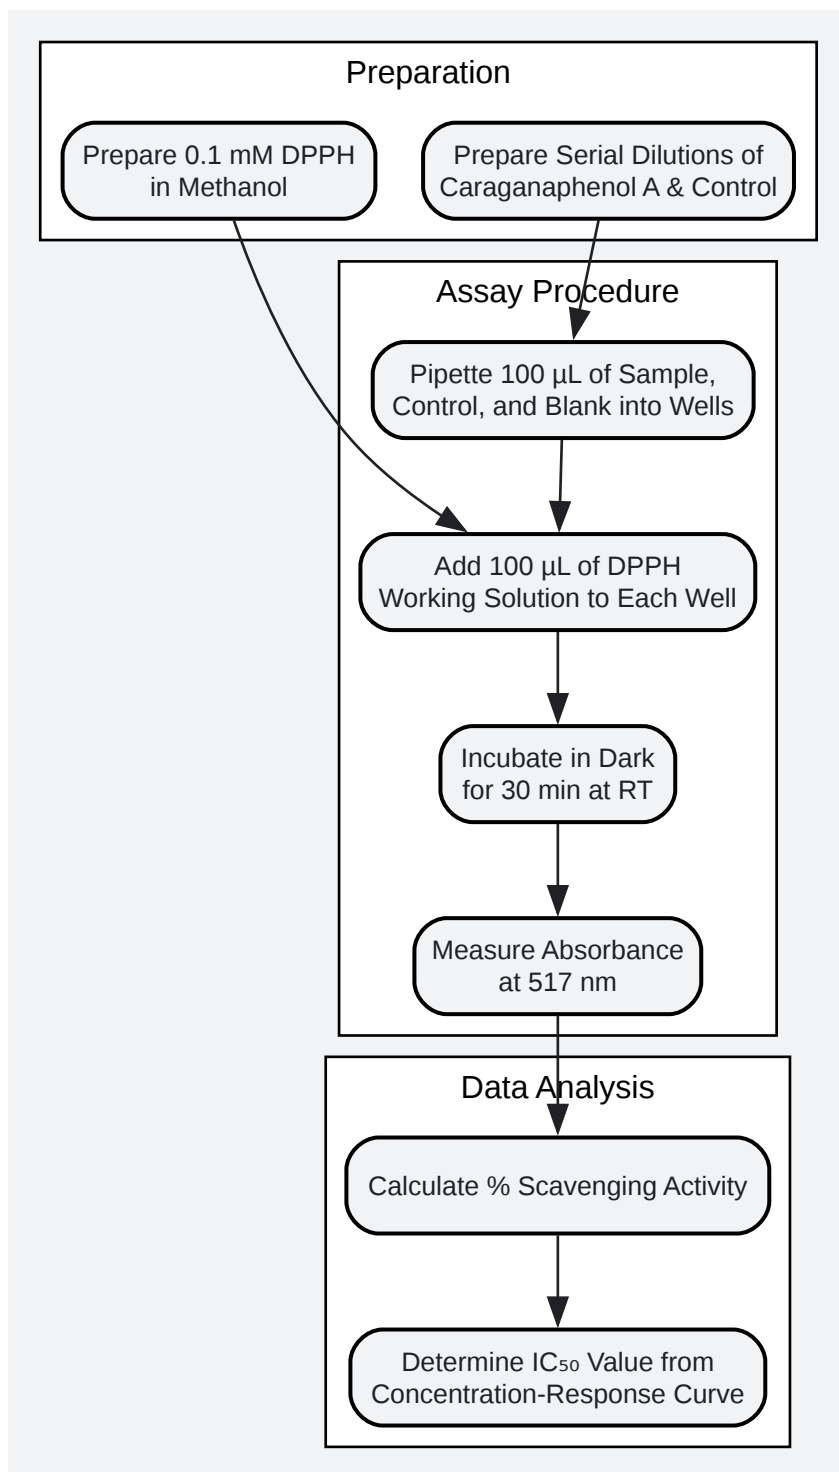 Preparation
Prepare 0.1 mM DPPH
in Methanol
Prepare Serial Dilutions of
Caraganaphenol A & Control
Assay Procedure
Pipette 100 µL of Sample,
Control, and Blank into Wells
Add 100 µL of DPPH
Working Solution to Each Well
Incubate in Dark
for 30 min at RT
Measure Absorbance
at 517 nm
Data Analysis
Calculate % Scavenging Activity
Determine IC₅₀ Value from
Concentration-Response Curve